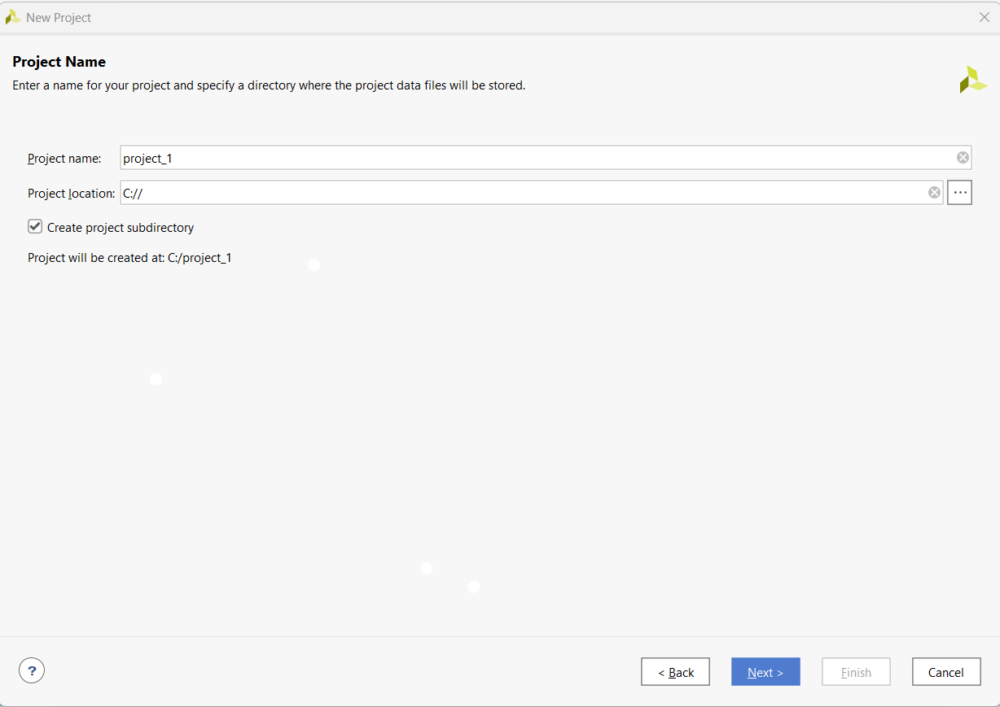 New Project
Project Name
Enter a name for your project and specify a directory where the project data files will be stored.
Project name: project_1
Project location: C:// ...
Create project subdirectory
Project will be created at: C:/project_1
? < Back Next > Finish Cancel